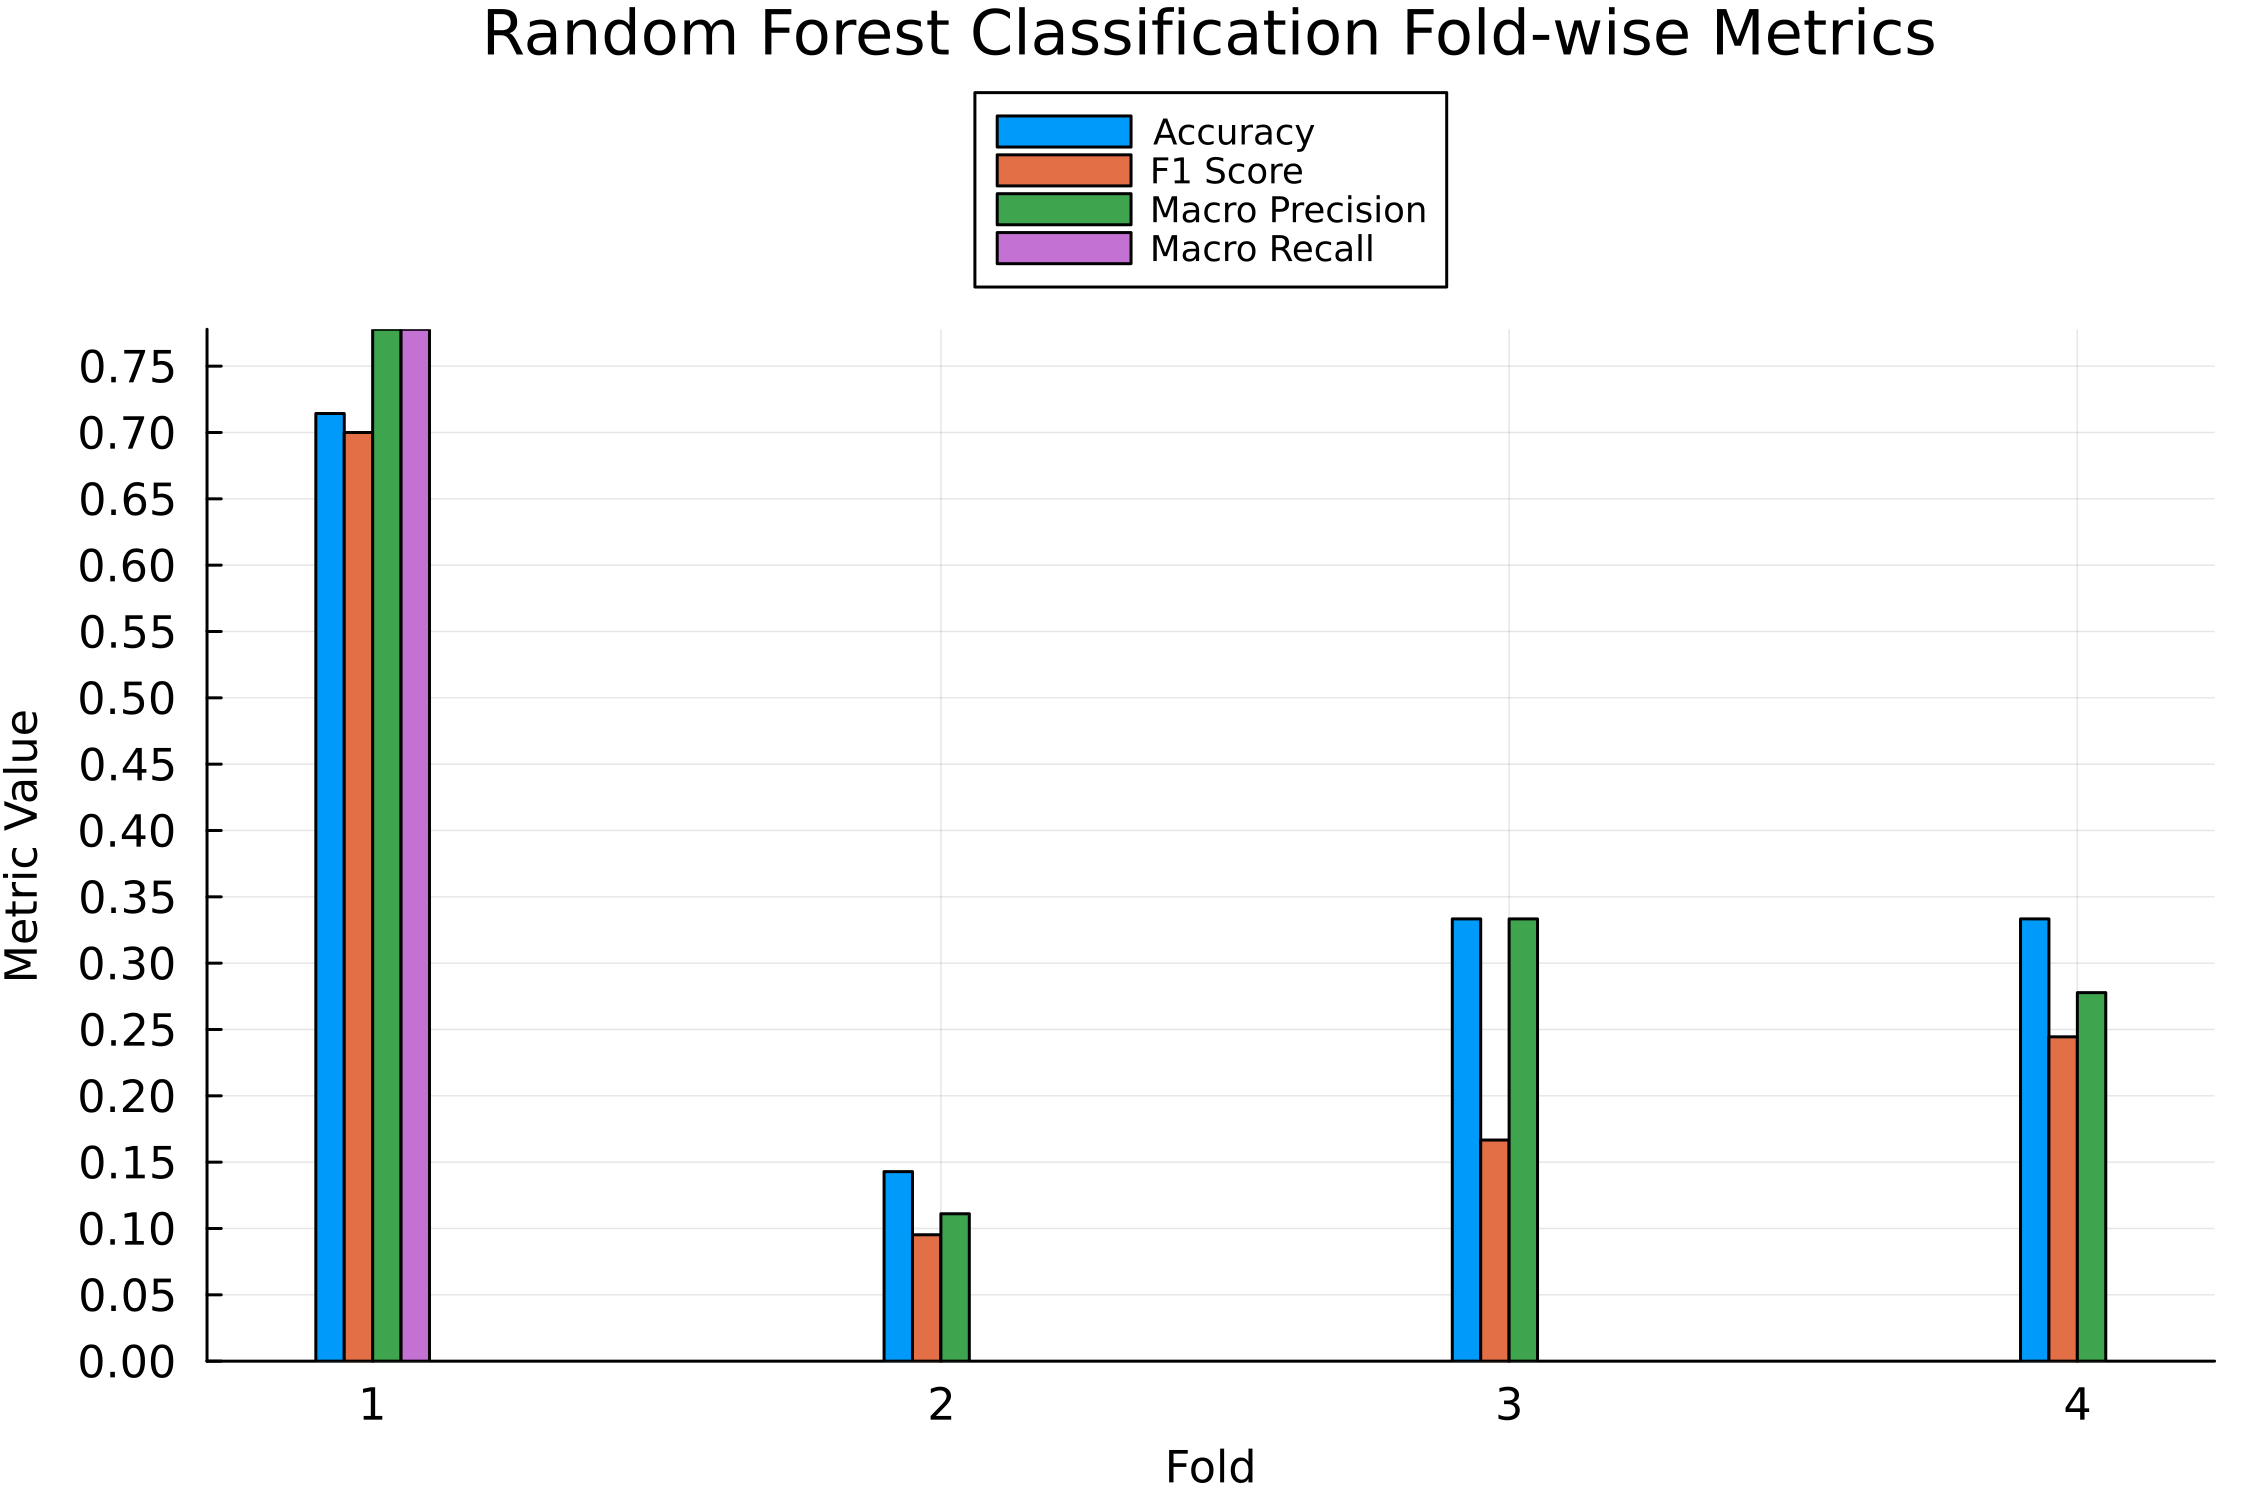 Random Forest Classification Fold-wise Metrics
Accuracy
F1 Score
Macro Precision
Macro Recall
0.75
0.70
0.65
0.60
0.55
0.50
0.45
0.40
0.35
0.30
0.25
0.20
0.15
0.10
0.05
0.00
Metric Value
1 2 3 4
Fold